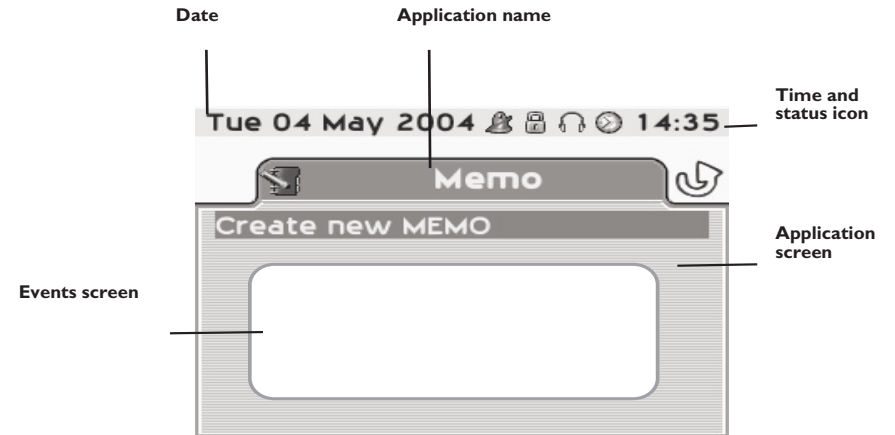 Date
Application name
Tue 04 May 2004 14:35
Time and
status icon
Memo
Create new MEMO
Application
screen
Events screen